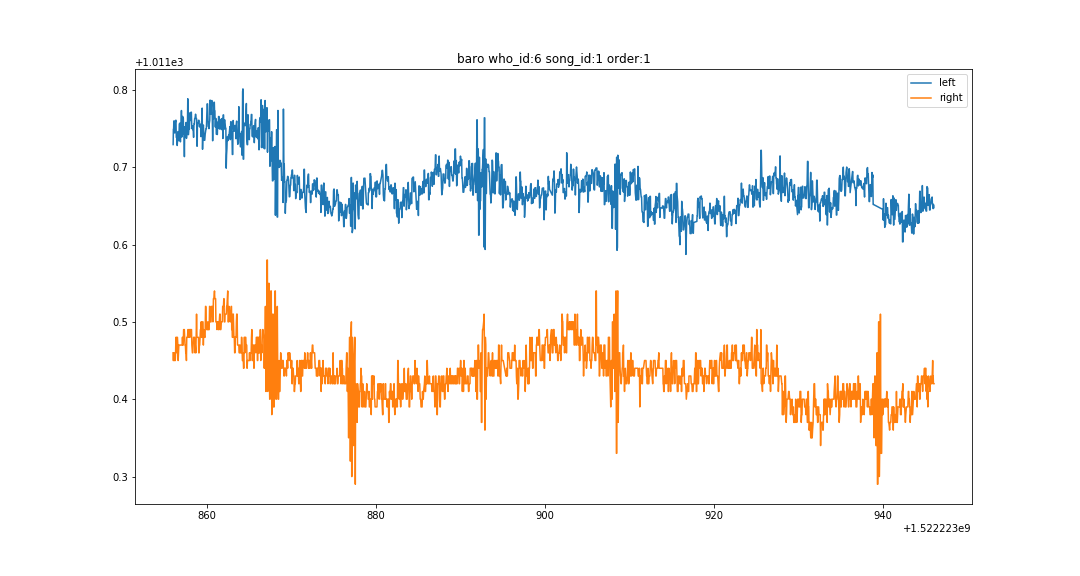 baro who_id:6 song_id:1 order:1
+1.011e3
left
right
0.8
0.7
0.6
0.5
0.4
0.3
860 880 900 920 940
+1.522223e9